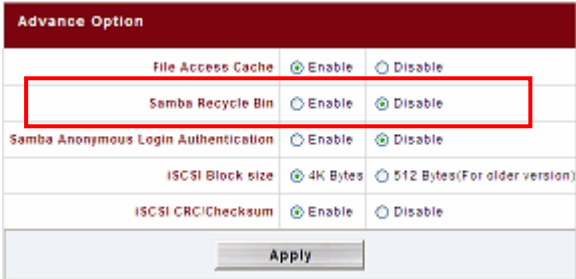 Advance Option
File Access Cache Enable Disable
Samba Recycle Bin Enable Disable
Samba Anonymous Login Authentication Enable Disable
iSCSI Block size 4K Bytes 512 Bytes(For older version)
iSCSI CRC/Checksum Enable Disable
Apply